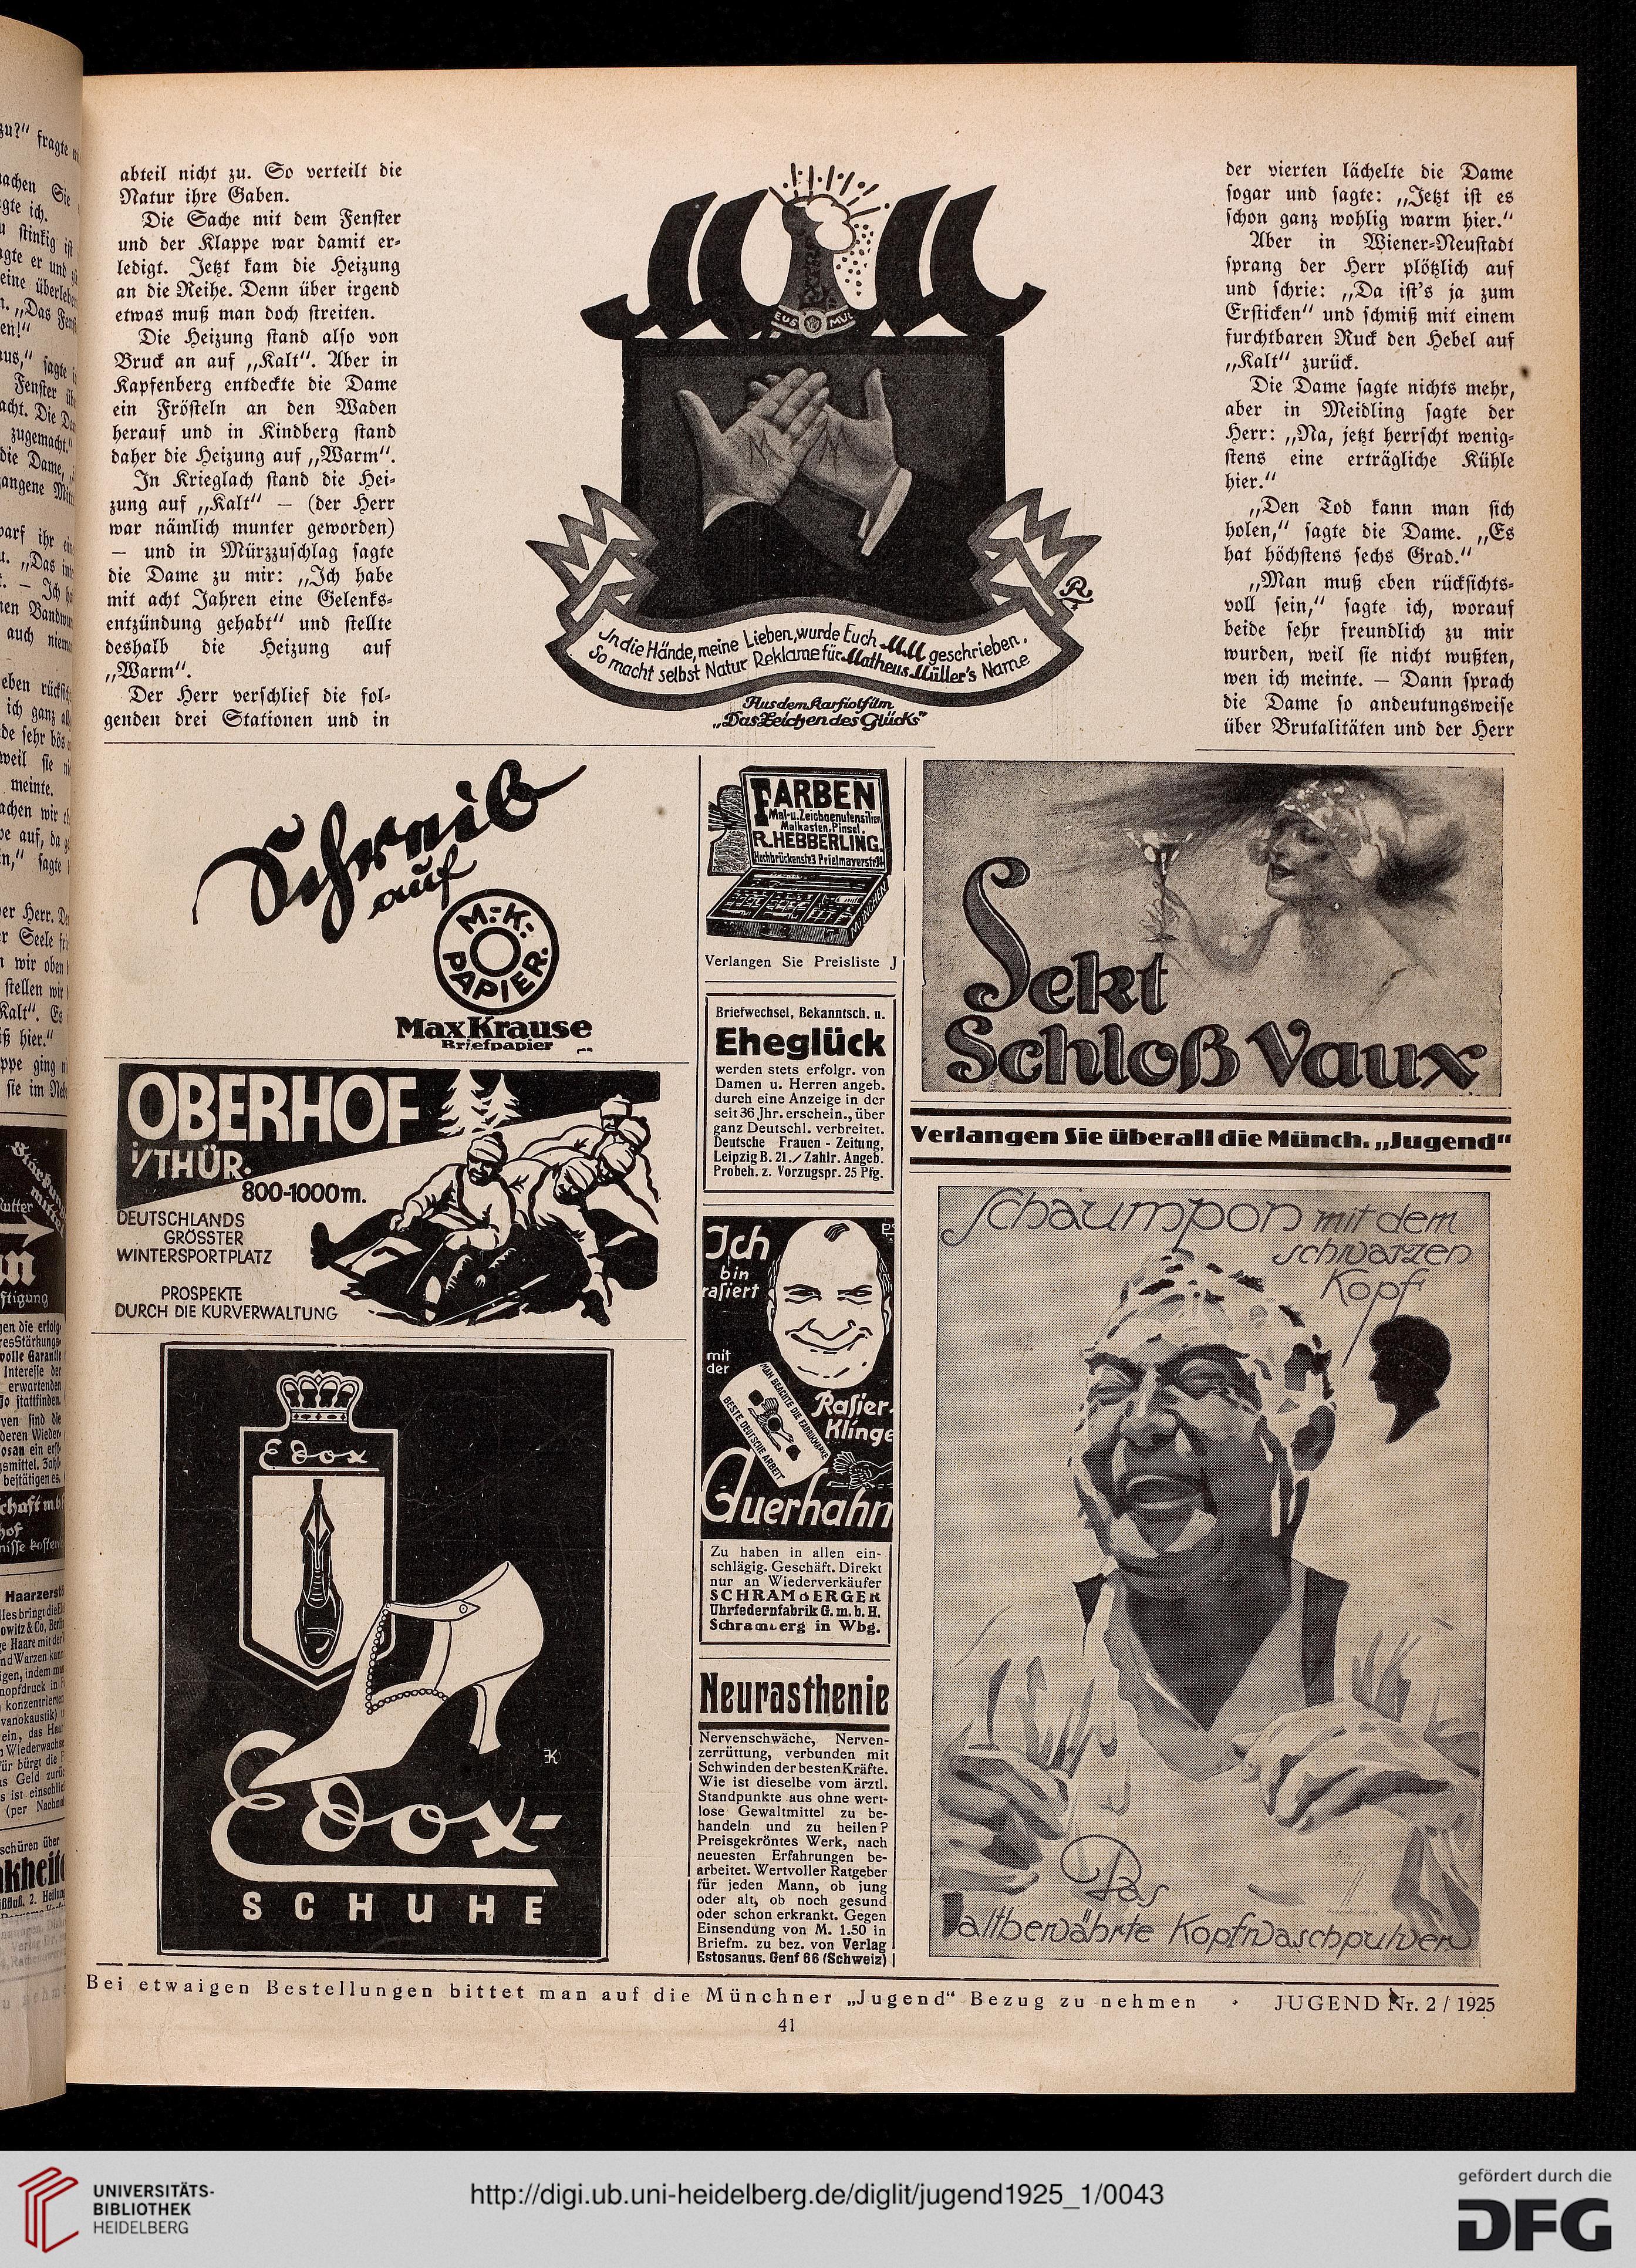 abteil nicht zu. So verteilt die
Natur ihre Gaben.
Die Sache mit dem Fenster
und der Klappe war damit er-
ledigt. Jetzt kam die Heizung
an die Reihe. Denn über irgend
etwas muß man doch streiten.
Die Heizung stand also von
Bruck an auf „Kalt“. Aber in
Kapfenberg entdeckte die Dame
ein Frösteln an den Waden
herauf und in Kindberg stand
daher die Heizung auf „Warm“.
In Krieglach stand die Hei-
zung auf „Kalt“ — (der Herr
war nämlich munter geworden)
— und in Mürzzuschlag sagte
die Dame zu mir: „Ich habe
mit acht Jahren eine Gelenks-
entzündung gehabt“ und stellte
deshalb die Heizung auf
„Warm“.
Der Herr verschlief die fol-
genden drei Stationen und in
MM
EXTRA
EUS MÜL
M M
In die Hände, meine Lieben, wurde Euch MM geschrieben.
So macht selbst Natur Reklame für Matheus Müller's Name
Aus dem Karfiolfilm
„Das Zeichen des Glücks“
der vierten lächelte die Dame
sogar und sagte: „Jetzt ist es
schon ganz wohlig warm hier.“
Aber in Wiener-Neustadt
sprang der Herr plötzlich auf
und schrie: „Da ist's ja zum
Ersticken“ und schmiß mit einem
furchtbaren Ruck den Hebel auf
„Kalt“ zurück.
Die Dame sagte nichts mehr,
aber in Meidling sagte der
Herr: „Na, jetzt herrscht wenig-
stens eine erträgliche Kühle
hier.“
„Den Tod kann man sich
holen,“ sagte die Dame. „Es
hat höchstens sechs Grad.“
„Man muß eben rücksichts-
voll sein,“ sagte ich, worauf
beide sehr freundlich zu mir
wurden, weil sie nicht wußten,
wen ich meinte. — Dann sprach
die Dame so andeutungsweise
über Brutalitäten und der Herr
Schreib
auf
M.-K.-
PAPIER.
Max Krause
Briefpapier
OBERHOF
i/THÜR.
800-1000m.
DEUTSCHLANDS
GRÖSSTER
WINTERSPORTPLATZ
PROSPEKTE
DURCH DIE KURVERWALTUNG
Edox
Edox-
SCHUHE
FARBEN
Mal-u. Zeichenutensilien
Malkasten, Pinsel.
R. HEBBERLING.
Hochbrückenstr3 Prielmayerstr14
MÜNCHEN
Verlangen Sie Preisliste J
Briefwechsel, Bekanntsch. u.
Eheglück
werden stets erfolgr. von
Damen u. Herren angeb.
durch eine Anzeige in der
seit 36 Jhr. erschein., über
ganz Deutschl. verbreitet.
Deutsche Frauen - Zeitung,
Leipzig B. 21. / Zahlr. Angeb.
Probeh. z. Vorzugspr. 25 Pfg.
Ich
bin
rasiert
mit
der
MAN BEACHTE DIE FABRIKMARKE
BESTE DEUTSCHE ARBEIT
Rasier-
Klinge
Auerhahn
Zu haben in allen ein-
schlägig. Geschäft. Direkt
nur an Wiederverkäufer
SCHRAMBERGER
Uhrfedernfabrik G. m. b. H.
Schramberg in Wbg.
Neurasthenie
Nervenschwäche, Nerven-
zerrüttung, verbunden mit
Schwinden der besten Kräfte.
Wie ist dieselbe vom ärztl.
Standpunkte aus ohne wert-
lose Gewaltmittel zu be-
handeln und zu heilen?
Preisgekröntes Werk, nach
neuesten Erfahrungen be-
arbeitet. Wertvoller Ratgeber
für jeden Mann, ob jung
oder alt, ob noch gesund
oder schon erkrankt. Gegen
Einsendung von M. 1.50 in
Briefm. zu bez. von Verlag
Estosanus, Genf 66 (Schweiz)
Sekt
Schloß Vaux
Verlangen Sie überall die Münch. „Jugend“
Schaumpon mit dem
schwarzen
Kopf
Das
altbewährte Kopfwaschpulver
Bei etwaigen Bestellungen bittet man auf die Münchner „Jugend“ Bezug zu nehmen
JUGEND Nr. 2 / 1925
41
UNIVERSITÄTS-
BIBLIOTHEK
HEIDELBERG
http://digi.ub.uni-heidelberg.de/diglit/jugend1925_1/0043
gefördert durch die
DFG